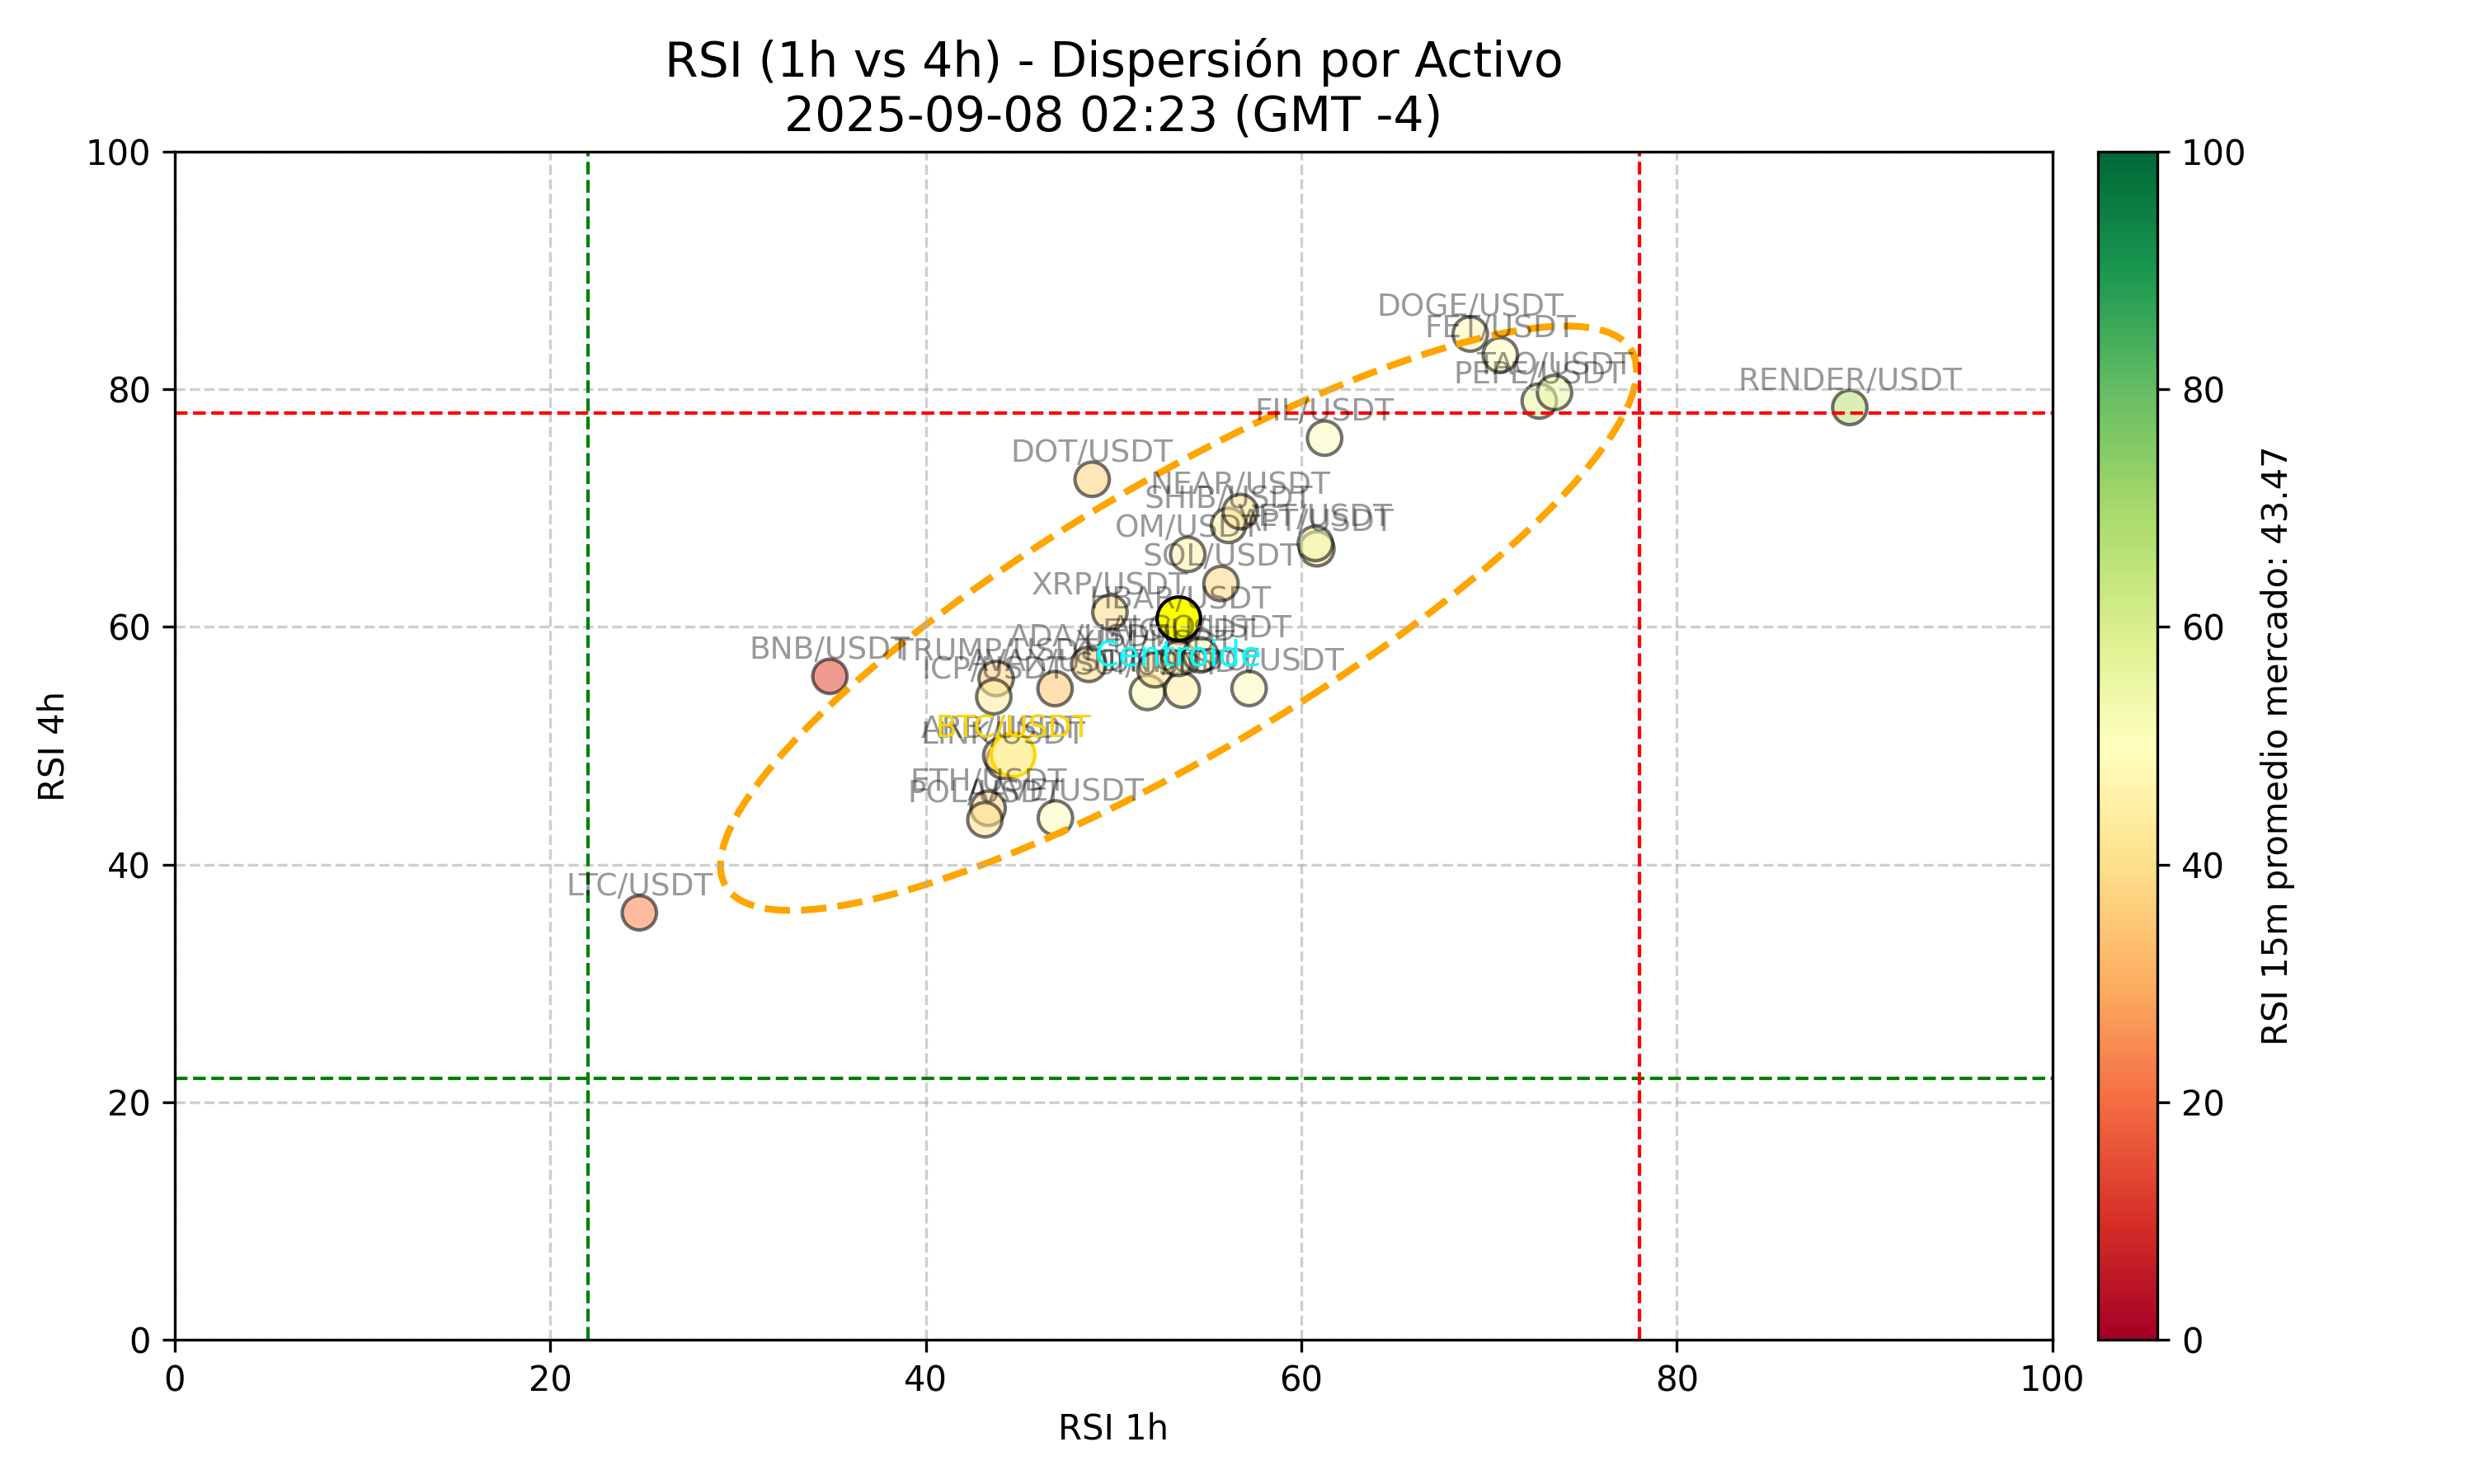 RSI (1h vs 4h) - Dispersión por Activo
2025-09-08 02:23 (GMT -4)
100
80
60
40
20
0
RSI 4h
DOGE/USDT
FET/USDT
TAO/USDT
PEPE/USDT
RENDER/USDT
FIL/USDT
DOT/USDT
NEAR/USDT
SHIB/USDT
OM/USDT
SOL/USDT
XRP/USDT
HBAR/USDT
BNB/USDT
TRUMP/USDT
ICP/USDT
Centroide
BTC/USDT
LINK/USDT
ETH/USDT
POL/USDT
LTC/USDT
0
20
40
60
80
100
RSI 1h
100
80
60
40
20
0
RSI 15m promedio mercado: 43.47